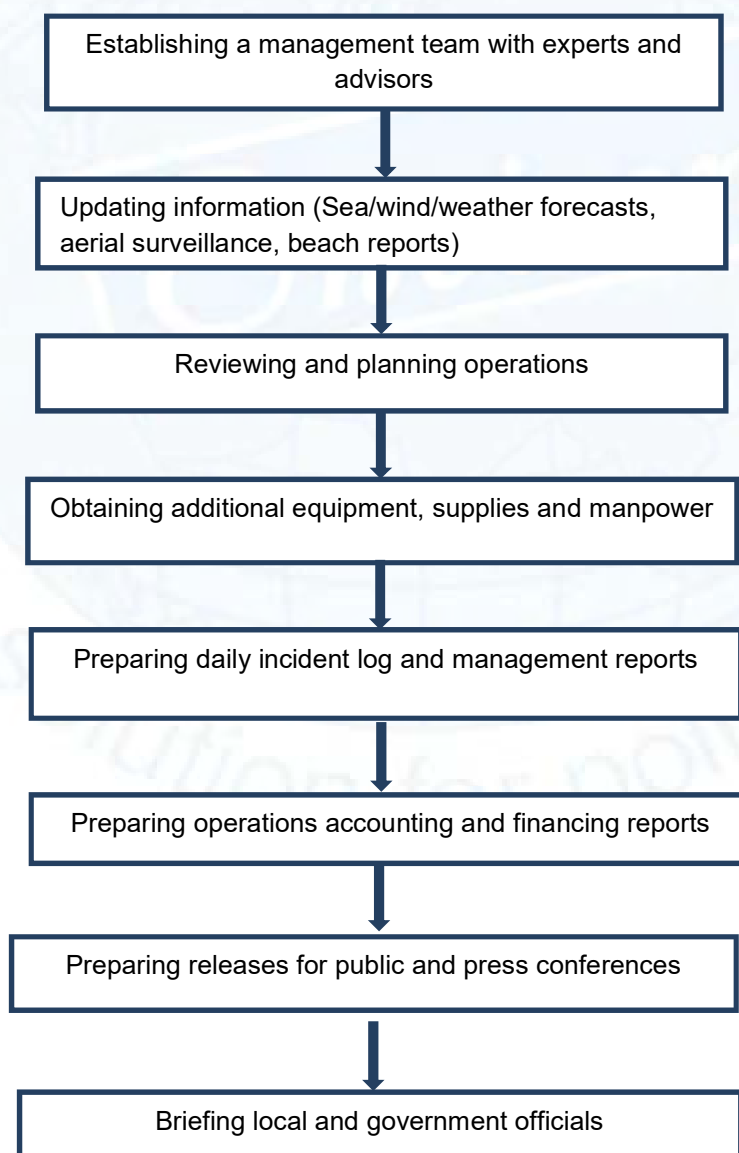 Establishing a management team with experts and
advisors
Updating information (Sea/wind/weather forecasts,
aerial surveillance, beach reports)
Reviewing and planning operations
Obtaining additional equipment, supplies and manpower
Preparing daily incident log and management reports
Preparing operations accounting and financing reports
Preparing releases for public and press conferences
Briefing local and government officials